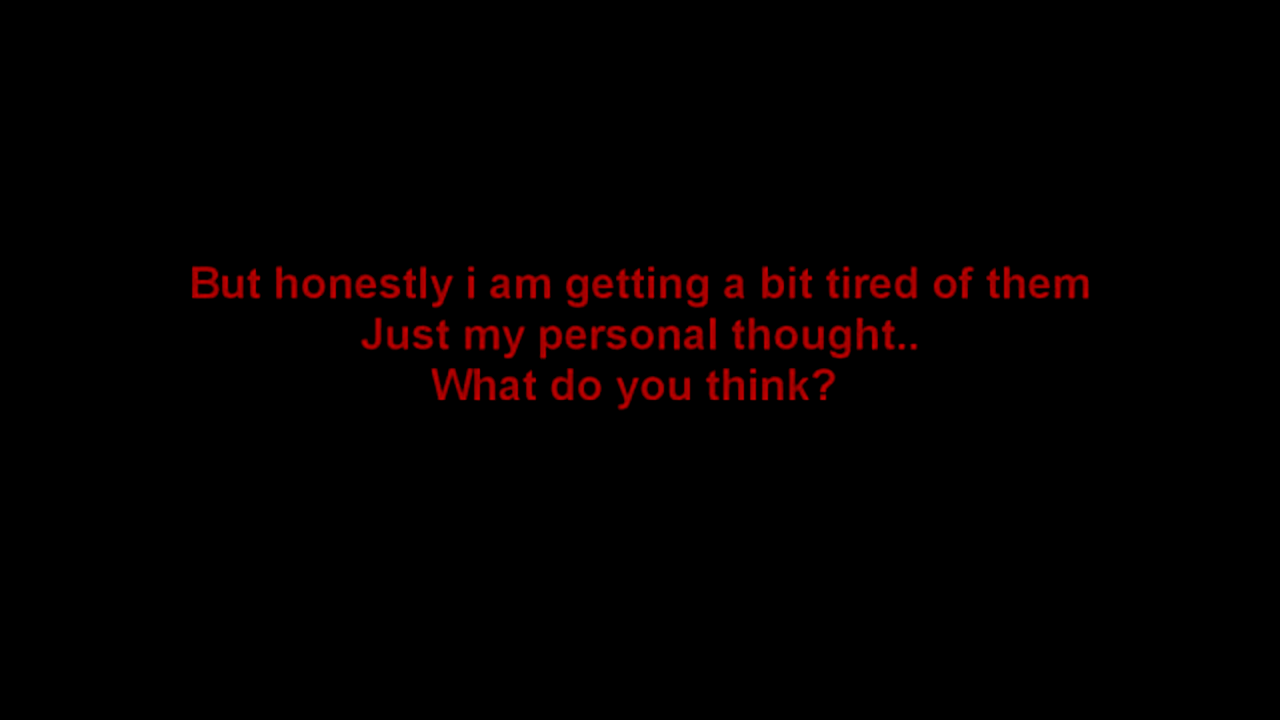 But honestly i am getting a bit tired of them
Just my personal thought..
What do you think?